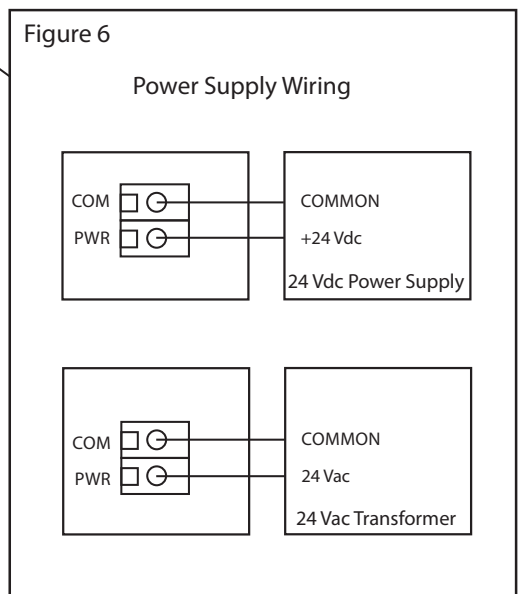 Figure 6
Power Supply Wiring
COM
COMMON
PWR
+24 Vdc
24 Vdc Power Supply
COM
COMMON
PWR
24 Vac
24 Vac Transformer